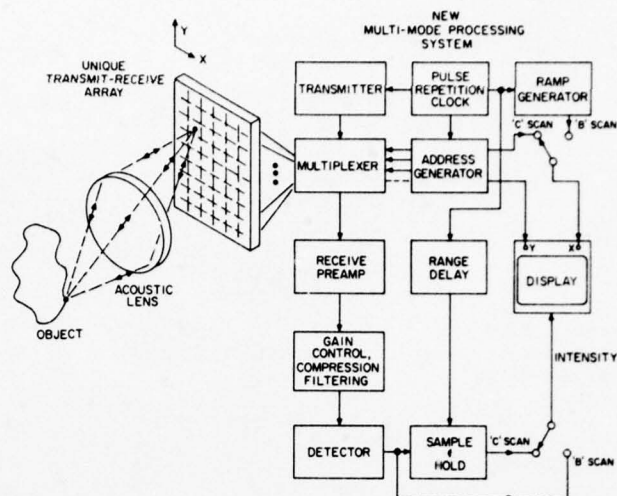 NEW
MULTI-MODE PROCESSING
SYSTEM
Y
X
UNIQUE
TRANSMIT-RECEIVE
ARRAY
TRANSMITTER
PULSE
REPETITION
CLOCK
RAMP
GENERATOR
'C' SCAN
'B' SCAN
MULTIPLEXER
ADDRESS
GENERATOR
RECEIVE
PREAMP
RANGE
DELAY
Y
X
DISPLAY
ACOUSTIC
LENS
OBJECT
GAIN
CONTROL,
COMPRESSION
FILTERING
INTENSITY
DETECTOR
SAMPLE
&
HOLD
'C' SCAN
'B' SCAN